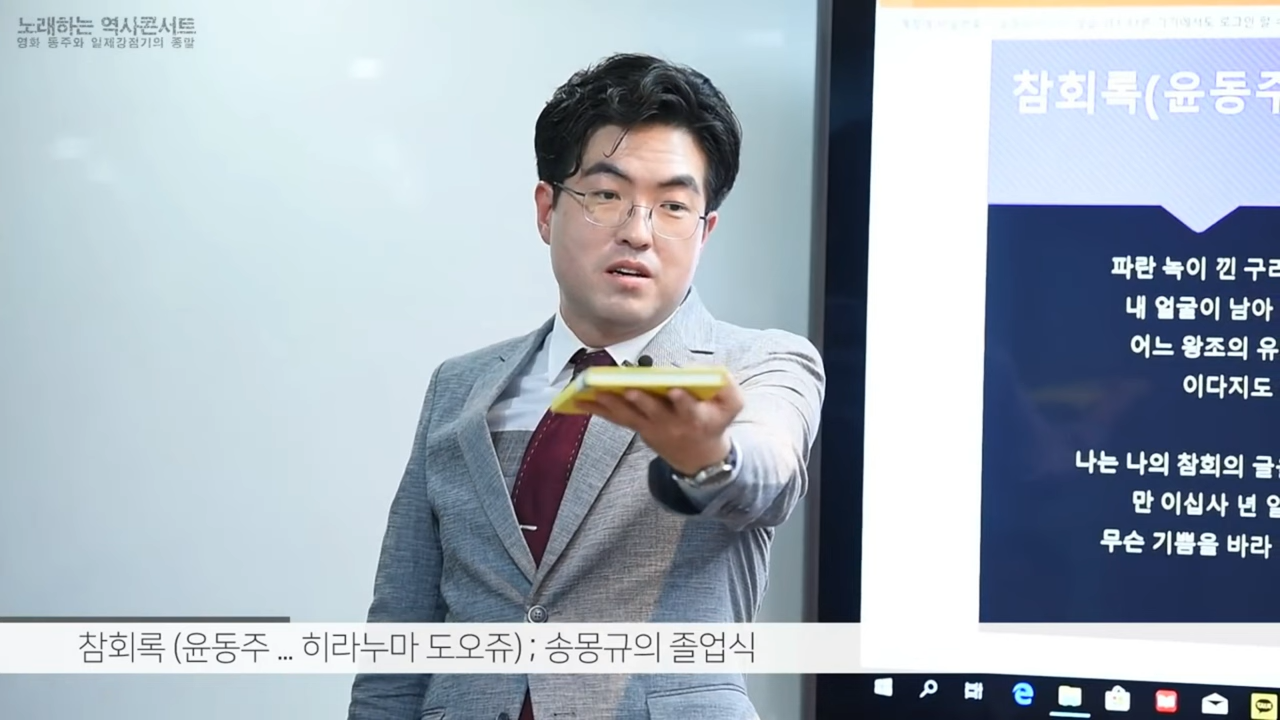 노래하는 역사콘서트
영화 동주와 일제강점기의 종말
참회록(윤동주
파란 녹이 낀 구리
내 얼굴이 남아
어느 왕조의 유
이다지도
나는 나의 참회의 글
만 이십사 년 일
무슨 기쁨을 바라
참회록 (윤동주 ... 히라누마 도오쥬) ; 송몽규의 졸업식